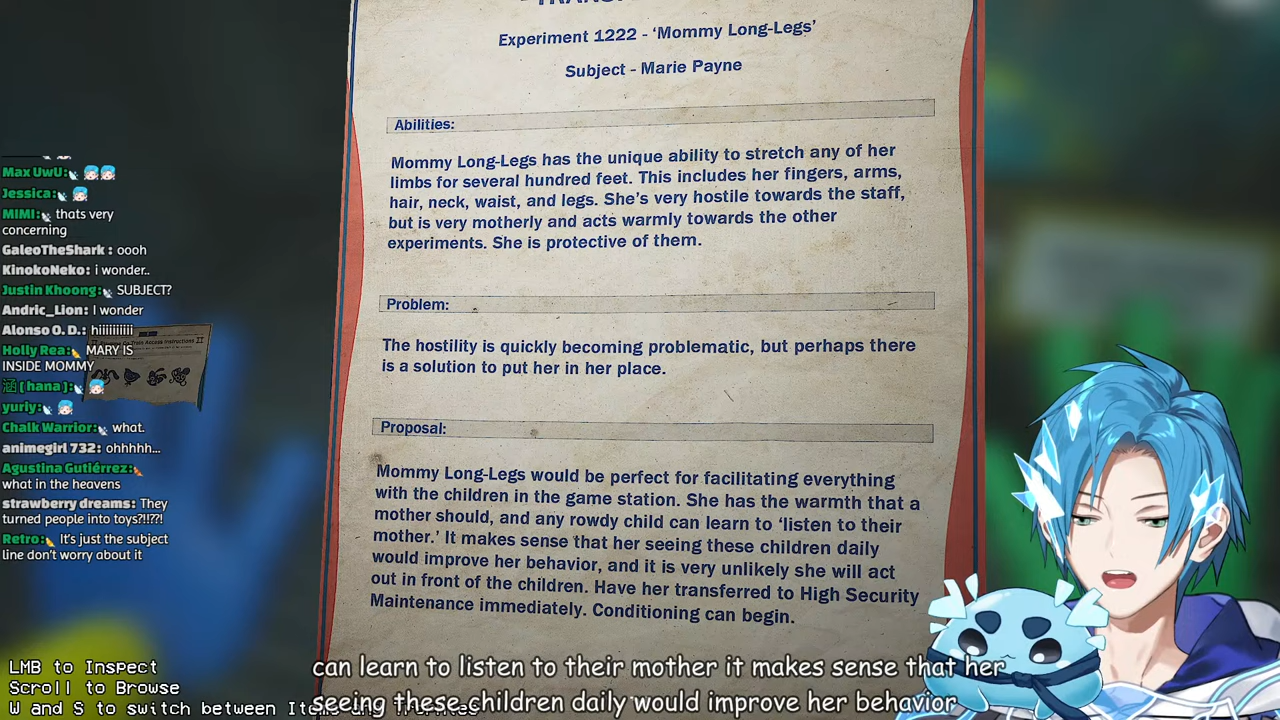 Experiment 1222 - 'Mommy Long-Legs'
Subject - Marie Payne
Abilities:
Mommy Long-Legs has the unique ability to stretch any of her
limbs for several hundred feet. This includes her fingers, arms,
hair, neck, waist, and legs. She's very hostile towards the staff,
but is very motherly and acts warmly towards the other
experiments. She is protective of them.
Problem:
The hostility is quickly becoming problematic, but perhaps there
is a solution to put her in her place.
Proposal:
Mommy Long-Legs would be perfect for facilitating everything
with the children in the game station. She has the warmth that a
mother should, and any rowdy child can learn to 'listen to their
mother.' It makes sense that her seeing these children daily
would improve her behavior, and it is very unlikely she will act
out in front of the children. Have her transferred to High Security
Maintenance immediately. Conditioning can begin.
Max UwU:
Jessica:
MIMI: thats very
concerning
GaleoTheShark : oooh
KinokoNeko: i wonder..
Justin Khoong: SUBJECT?
Andric_Lion: I wonder
Alonso O. D.: hiiiiiiiiii
Holly Rea: MARY IS
INSIDE MOMMY
[ hana ]:
yuriy:
Chalk Warrior: what.
animegirl 732: ohhhhh...
Agustina Gutiérrez:
what in the heavens
strawberry dreams: They
turned people into toys?!!??!
Retro: It's just the subject
line don't worry about it
Train Access Instructions
LMB to Inspect
Scroll to Browse
W and S to switch between
can learn to listen to their mother it makes sense that her
seeing these children daily would improve her behavior